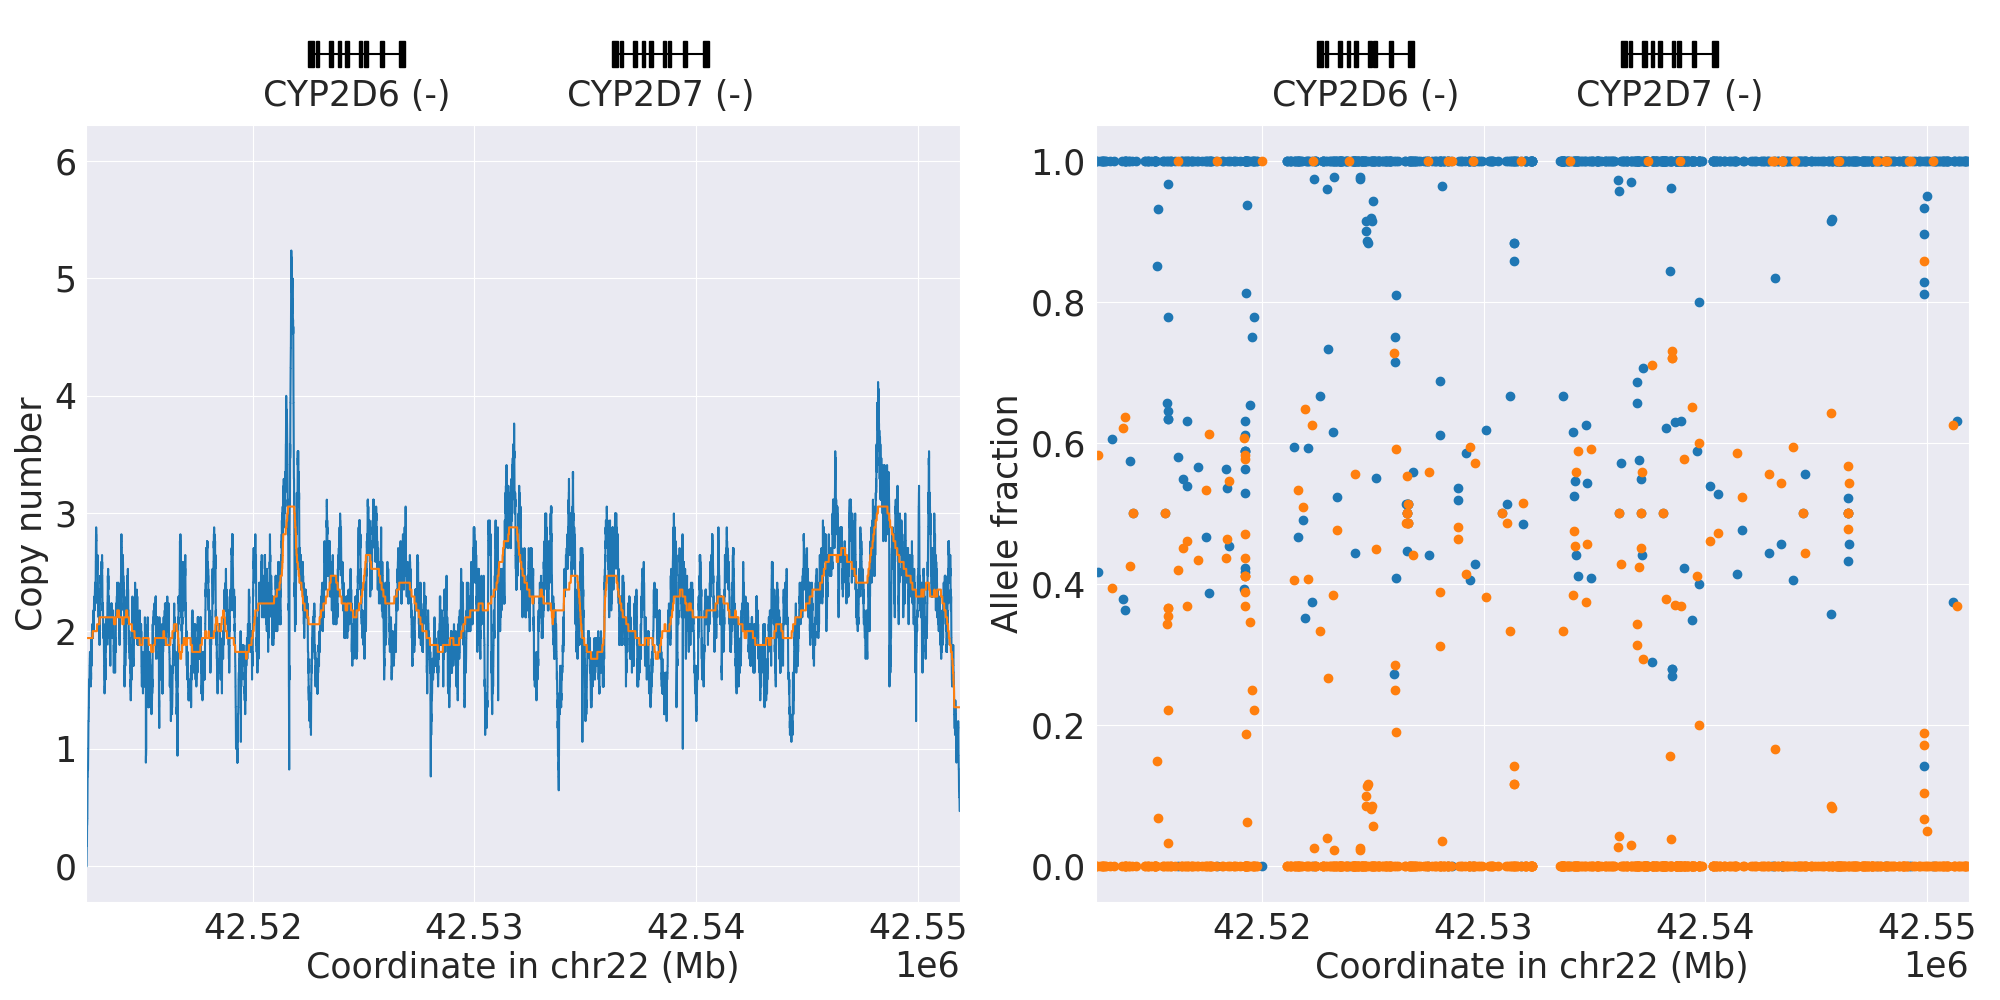 CYP2D6 (-) CYP2D7 (-)
6
5
4
3
2
1
0
Copy number
42.52 42.53 42.54 42.55
Coordinate in chr22 (Mb)
1e6
CYP2D6 (-) CYP2D7 (-)
1.0
0.8
0.6
0.4
0.2
0.0
Allele fraction
42.52 42.53 42.54 42.55
Coordinate in chr22 (Mb)
1e6